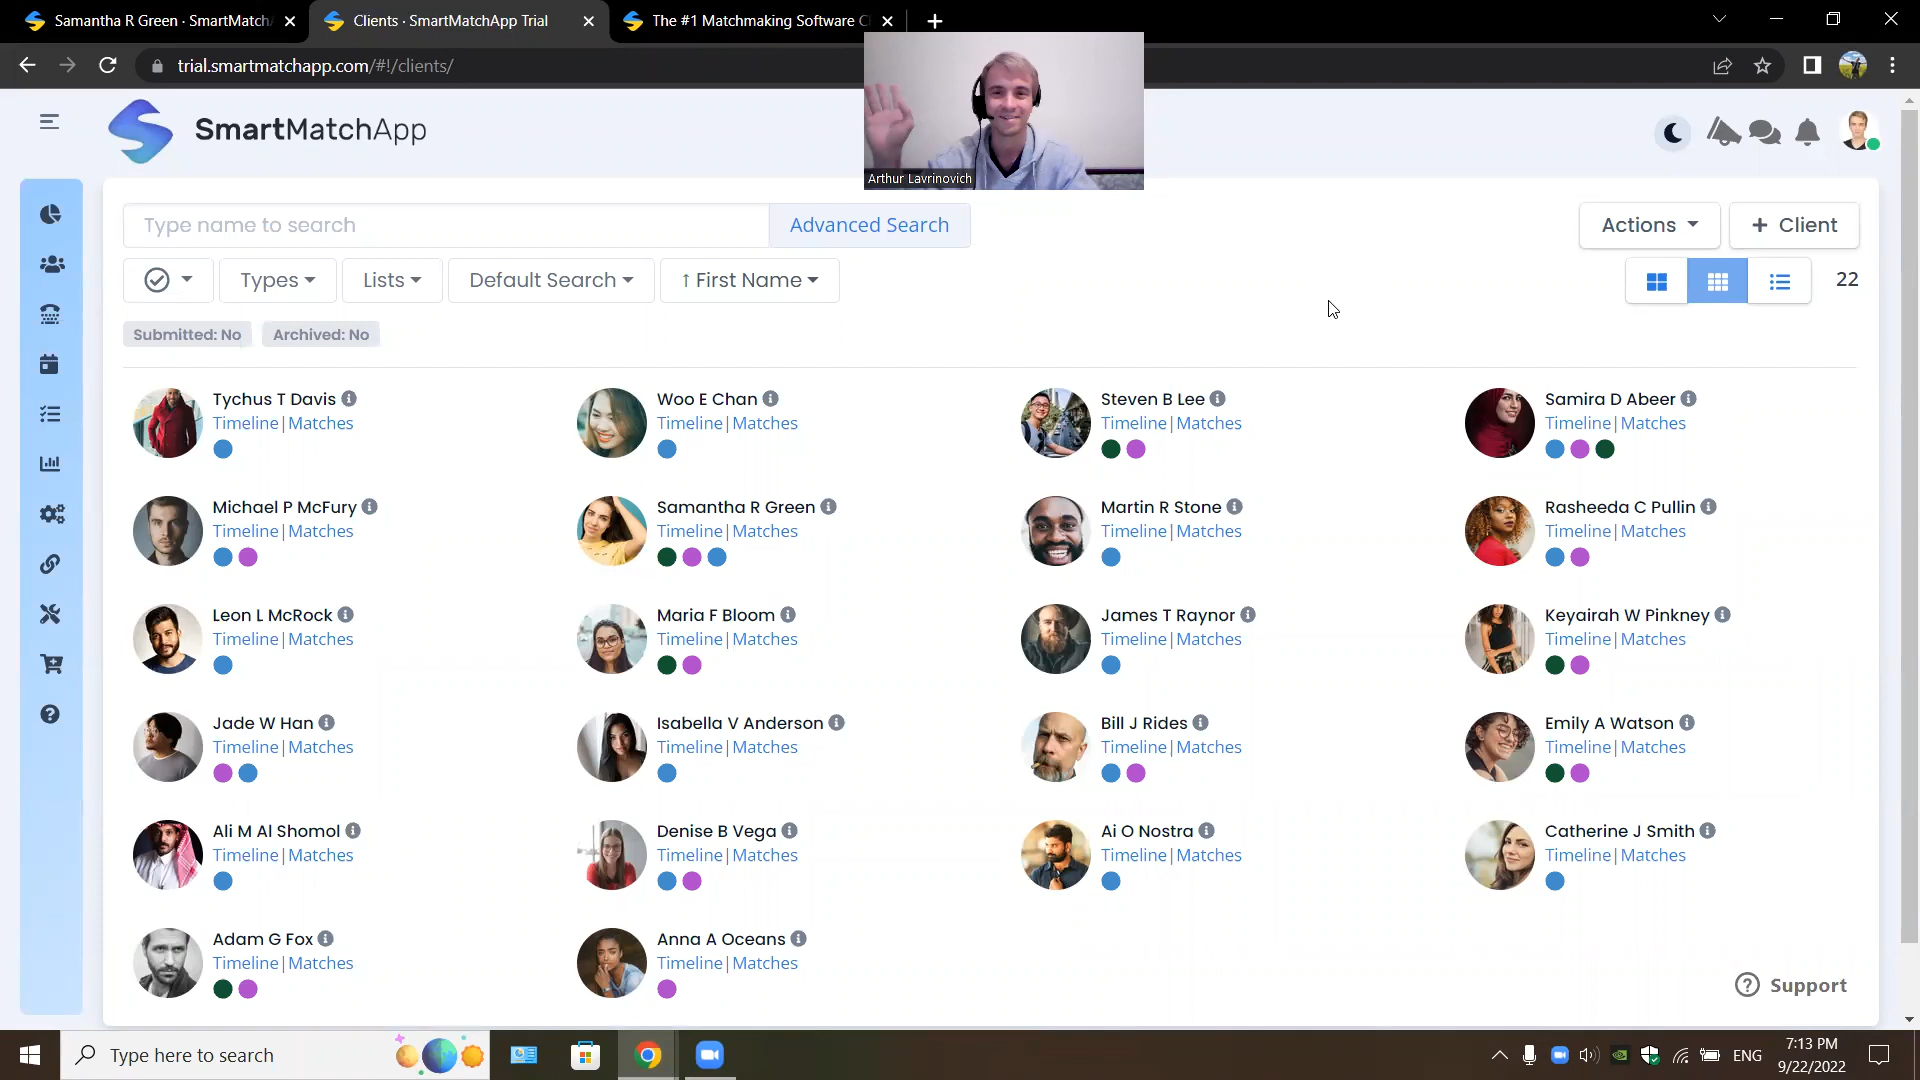 Samantha R Green · SmartMatch
Clients · SmartMatchApp Trial
The #1 Matchmaking Software C
trial.smartmatchapp.com/#!/clients/
SmartMatchApp
Arthur Lavrinovich
Type name to search
Advanced Search
Actions
+ Client
Types
Lists
Default Search
↑ First Name
22
Submitted: No
Archived: No
Tychus T Davis
Timeline|Matches
Woo E Chan
Timeline|Matches
Steven B Lee
Timeline|Matches
Samira D Abeer
Timeline|Matches
Michael P McFury
Timeline|Matches
Samantha R Green
Timeline|Matches
Martin R Stone
Timeline|Matches
Rasheeda C Pullin
Timeline|Matches
Leon L McRock
Timeline|Matches
Maria F Bloom
Timeline|Matches
James T Raynor
Timeline|Matches
Keyairah W Pinkney
Timeline|Matches
Jade W Han
Timeline|Matches
Isabella V Anderson
Timeline|Matches
Bill J Rides
Timeline|Matches
Emily A Watson
Timeline|Matches
Ali M Al Shomol
Timeline|Matches
Denise B Vega
Timeline|Matches
Ai O Nostra
Timeline|Matches
Catherine J Smith
Timeline|Matches
Adam G Fox
Timeline|Matches
Anna A Oceans
Timeline|Matches
Support
Type here to search
ENG
7:13 PM
9/22/2022